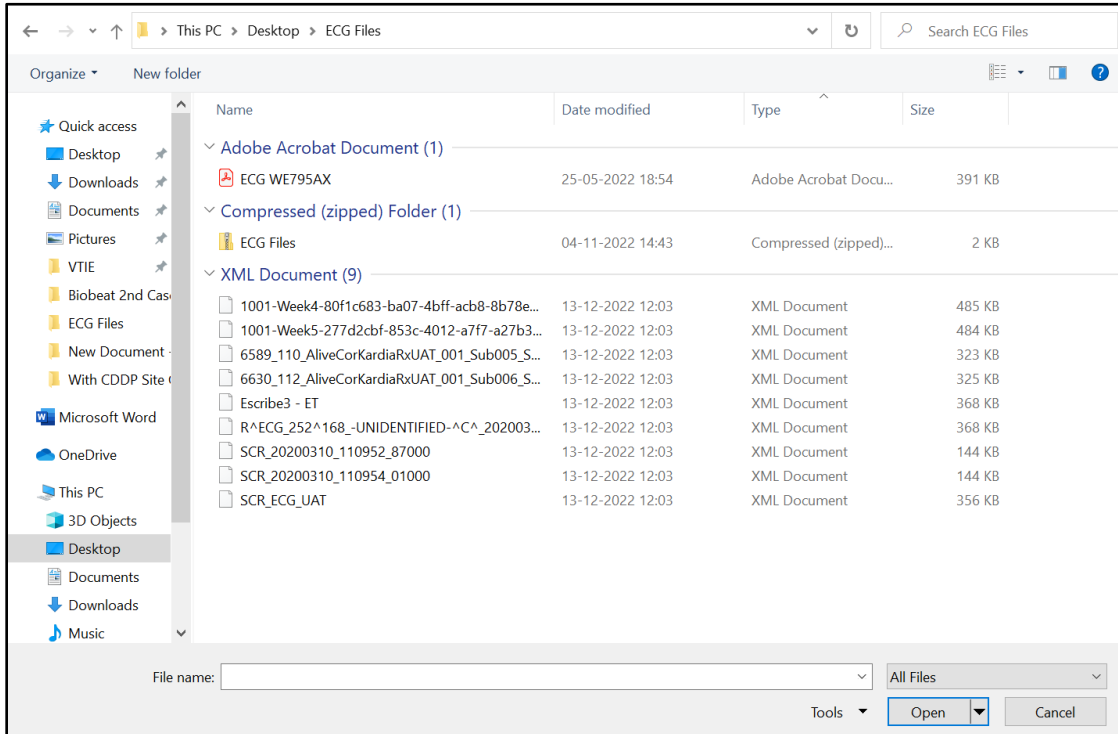 This PC > Desktop > ECG Files
Search ECG Files
Organize
New folder
?
Name Date modified Type Size
Quick access
Desktop
Downloads
Documents
Pictures
VTIE
Biobeat 2nd Cas
ECG Files
New Document -
With CDDP Site
Microsoft Word
OneDrive
This PC
3D Objects
Desktop
Documents
Downloads
Music
Adobe Acrobat Document (1)
ECG WE795AX 25-05-2022 18:54 Adobe Acrobat Docu... 391 KB
Compressed (zipped) Folder (1)
ECG Files 04-11-2022 14:43 Compressed (zipped)... 2 KB
XML Document (9)
1001-Week4-80f1c683-ba07-4bff-acb8-8b78e... 13-12-2022 12:03 XML Document 485 KB
1001-Week5-277d2cbf-853c-4012-a7f7-a27b3... 13-12-2022 12:03 XML Document 484 KB
6589_110_AliveCorKardiaRxUAT_001_Sub005_S... 13-12-2022 12:03 XML Document 323 KB
6630_112_AliveCorKardiaRxUAT_001_Sub006_S... 13-12-2022 12:03 XML Document 325 KB
Escribe3 - ET 13-12-2022 12:03 XML Document 368 KB
R^ECG_252^168_-UNIDENTIFIED-^C^_202003... 13-12-2022 12:03 XML Document 368 KB
SCR_20200310_110952_87000 13-12-2022 12:03 XML Document 144 KB
SCR_20200310_110954_01000 13-12-2022 12:03 XML Document 144 KB
SCR_ECG_UAT 13-12-2022 12:03 XML Document 356 KB
File name:
All Files
Tools
Open
Cancel